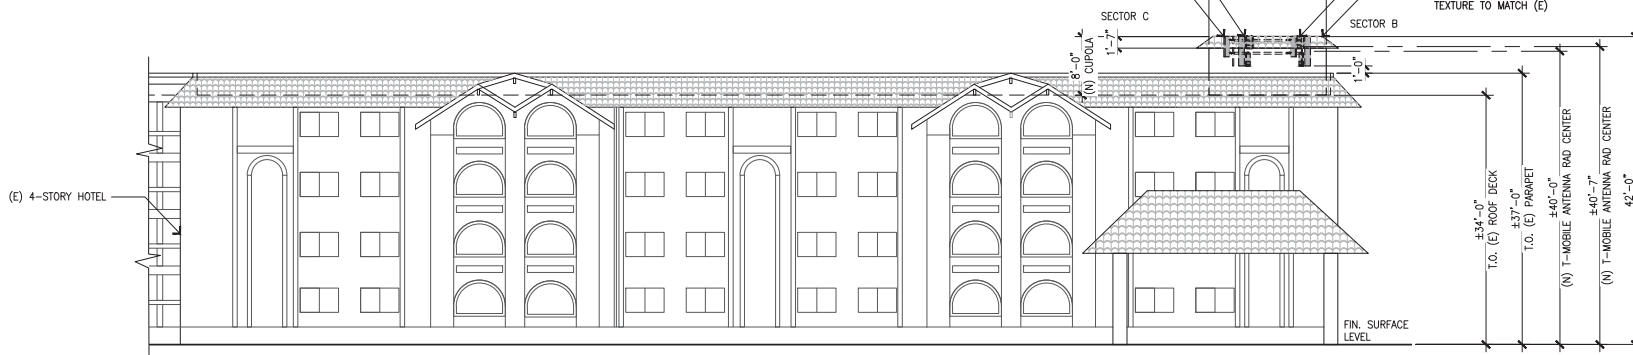 TEXTURE TO MATCH (E)
SECTOR C
SECTOR B
8'-0"
(N) CUPOLA
1'-7"
1'-0"
(E) 4-STORY HOTEL
±34'-0"
T.O. (E) ROOF DECK
±37'-0"
T.O. (E) PARAPET
±40'-0"
(N) T-MOBILE ANTENNA RAD CENTER
±40'-7"
(N) T-MOBILE ANTENNA RAD CENTER
42'-0"
FIN. SURFACE
LEVEL